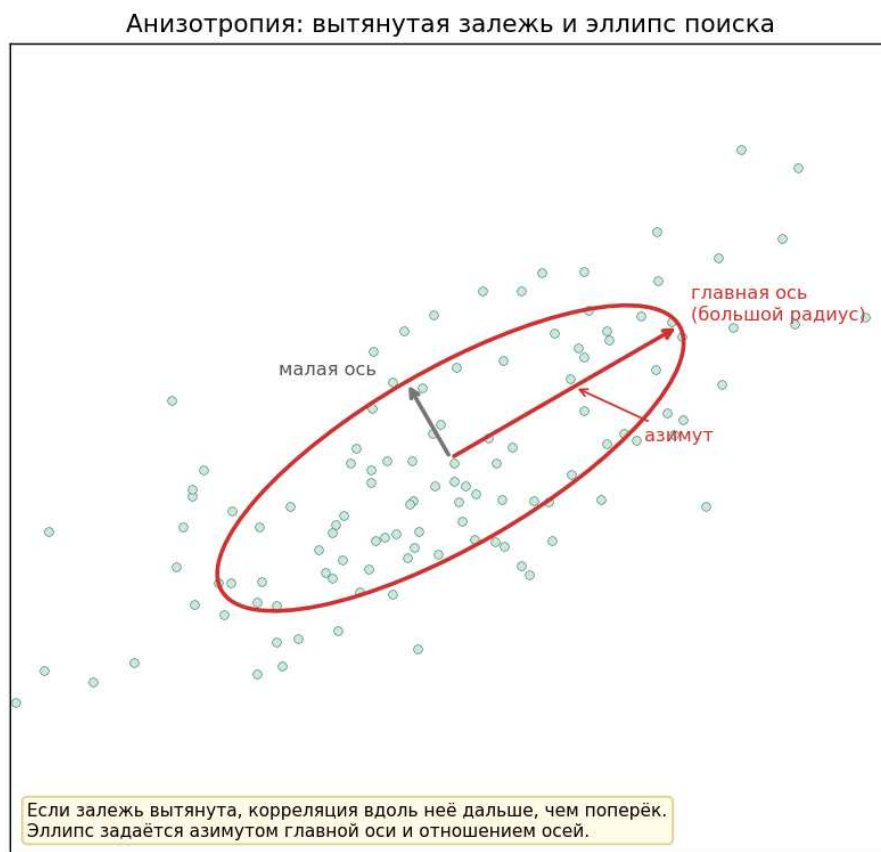 Анизотропия: вытянутая залежь и эллипс поиска
главная ось
(большой радиус)
малая ось
азимут
Если залежь вытянута, корреляция вдоль неё дальше, чем поперёк.
Эллипс задаётся азимутом главной оси и отношением осей.